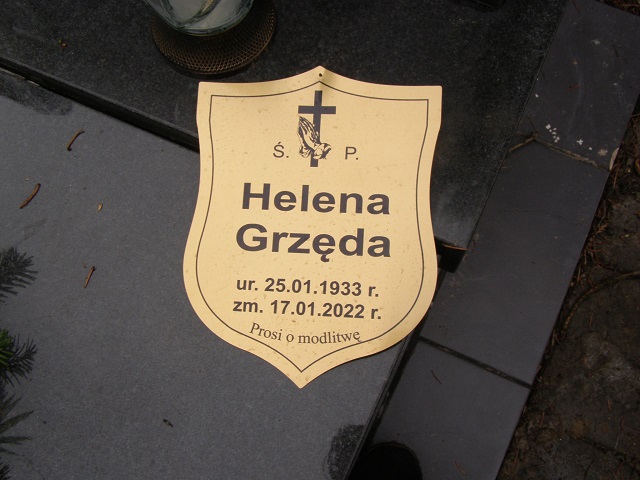 Ś. P.
Helena
Grzęda
ur. 25.01.1933 r.
zm. 17.01.2022 r.
Prosi o modlitwę